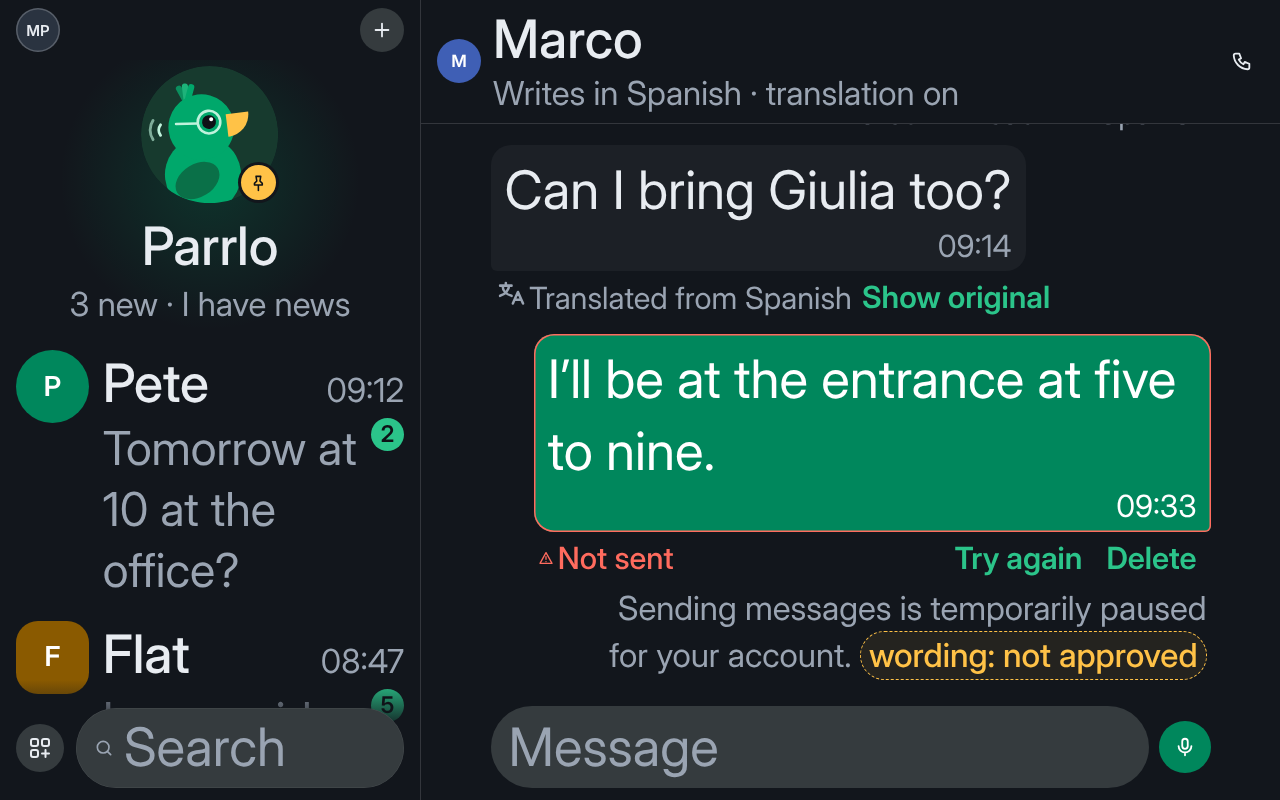 MP
Parrlo
3 new · I have news
P
Pete
09:12
Tomorrow at
2
10 at the
office?
F
Flat
08:47
5
Search
M
Marco
Writes in Spanish · translation on
Can I bring Giulia too?
09:14
Translated from Spanish Show original
I’ll be at the entrance at five
to nine.
09:33
Not sent
Try again Delete
Sending messages is temporarily paused
for your account. wording: not approved
Message